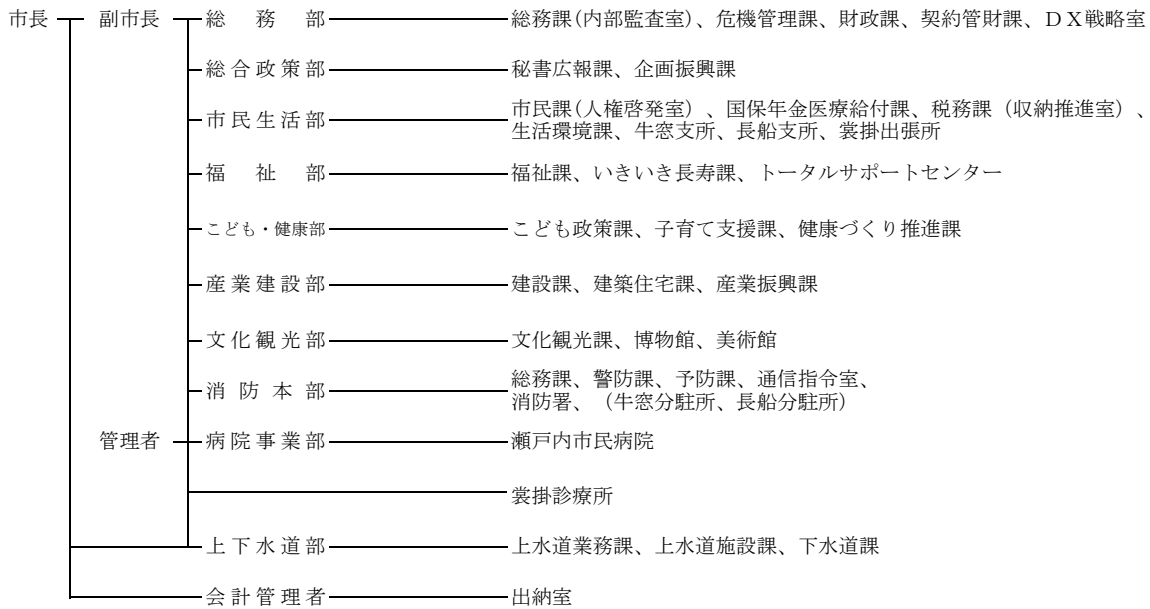 市長 副市長 総務部 総務課(内部監査室)、危機管理課、財政課、契約管財課、DX戦略室
総合政策部 秘書広報課、企画振興課
市民生活部 市民課(人権啓発室)、国保年金医療給付課、税務課（収納推進室）、
生活環境課、牛窓支所、長船支所、裳掛出張所
福祉部 福祉課、いきいき長寿課、トータルサポートセンター
こども・健康部 こども政策課、子育て支援課、健康づくり推進課
産業建設部 建設課、建築住宅課、産業振興課
文化観光部 文化観光課、博物館、美術館
消防本部 総務課、警防課、予防課、通信指令室、
消防署、（牛窓分駐所、長船分駐所）
管理者 病院事業部 瀬戸内市民病院
裳掛診療所
上下水道部 上水道業務課、上水道施設課、下水道課
会計管理者 出納室